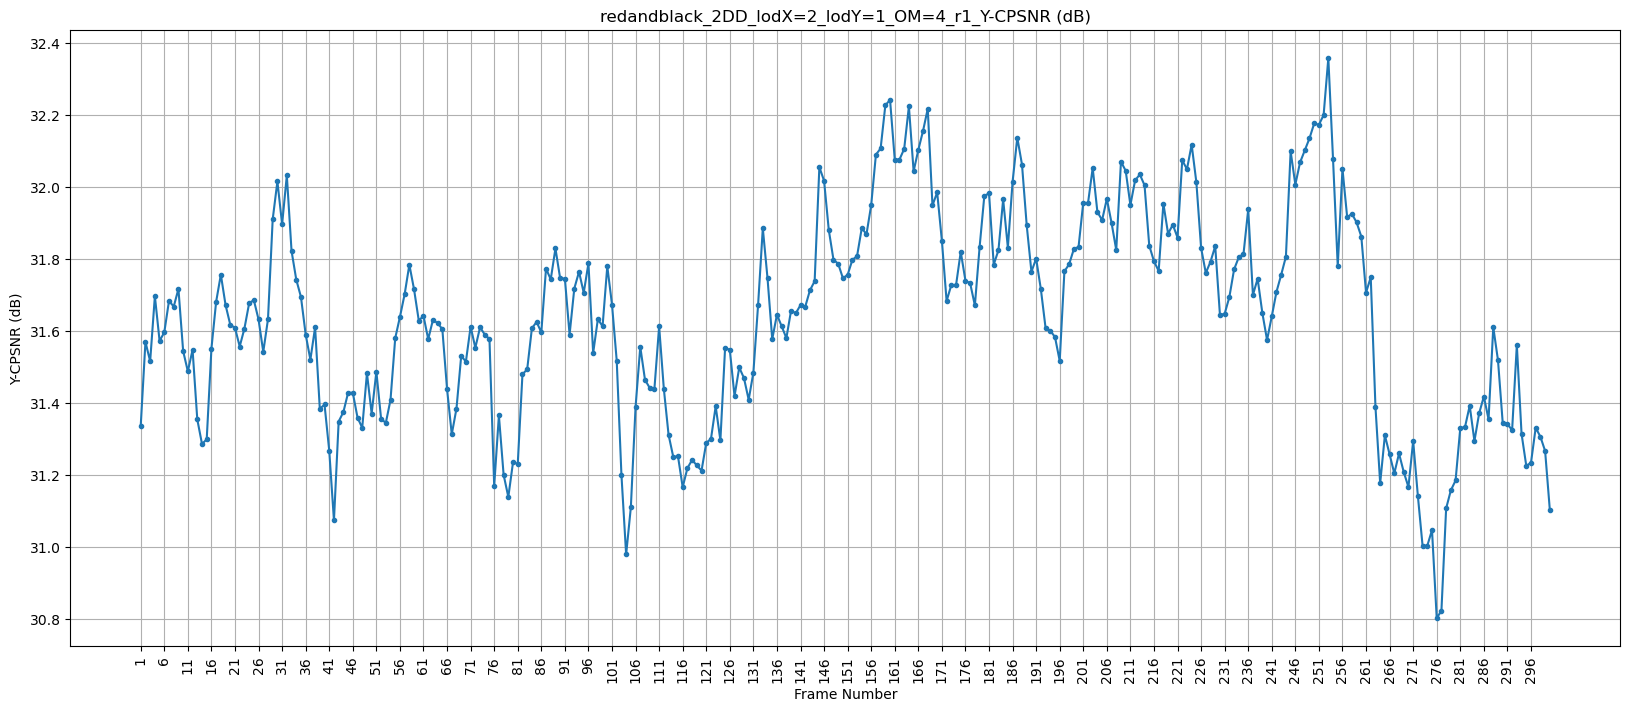 redandblack_2DD_lodX=2_lodY=1_OM=4_r1_Y-CPSNR (dB)
Y-CPSNR (dB)
32.4
32.2
32.0
31.8
31.6
31.4
31.2
31.0
30.8
1 6 11 16 21 26 31 36 41 46 51 56 61 66 71 76 81 86 91 96 101 106 111 116 121 126 131 136 141 146 151 156 161 166 171 176 181 186 191 196 201 206 211 216 221 226 231 236 241 246 251 256 261 266 271 276 281 286 291 296
Frame Number